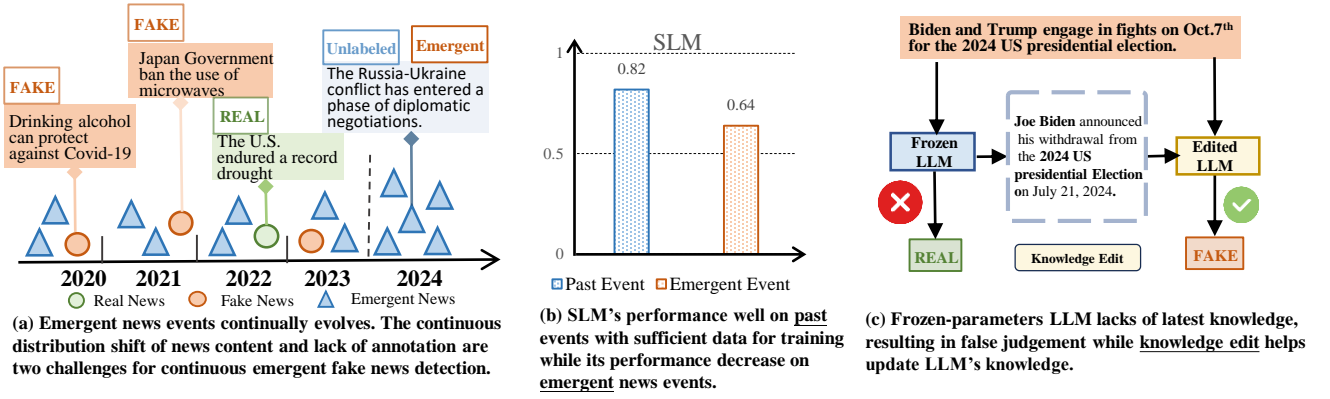 FAKE
Drinking alcohol
can protect
against Covid-19
FAKE
Japan Government
ban the use of
microwaves
REAL
The U.S.
endured a record
drought
Unlabeled
Emergent
The Russia-Ukraine
conflict has entered a
phase of diplomatic
negotiations.
2020
2021
2022
2023
2024
Real News
Fake News
Emergent News
(a) Emergent news events continually evolves. The continuous
distribution shift of news content and lack of annotation are
two challenges for continuous emergent fake news detection.
SLM
1
0.82
0.64
0.5
0
Past Event
Emergent Event
(b) SLM's performance well on past
events with sufficient data for training
while its performance decrease on
emergent news events.
Biden and Trump engage in fights on Oct.7th
for the 2024 US presidential election.
Frozen
LLM
Joe Biden announced
his withdrawal from
the 2024 US
presidential Election
on July 21, 2024.
Edited
LLM
REAL
Knowledge Edit
FAKE
(c) Frozen-parameters LLM lacks of latest knowledge,
resulting in false judgement while knowledge edit helps
update LLM's knowledge.